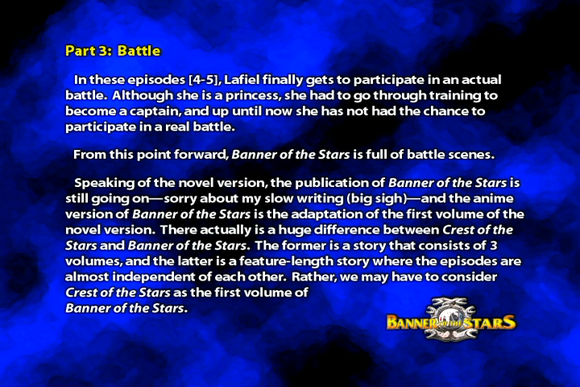 Part 3:  Battle
In these episodes [4-5], Lafiel finally gets to participate in an actual
battle.  Although she is a princess, she had to go through training to
become a captain, and up until now she has not had the chance to
participate in a real battle.
From this point forward, Banner of the Stars is full of battle scenes.
Speaking of the novel version, the publication of Banner of the Stars is
still going on—sorry about my slow writing (big sigh)—and the anime
version of Banner of the Stars is the adaptation of the first volume of the
novel version.  There actually is a huge difference between Crest of the
Stars and Banner of the Stars.  The former is a story that consists of 3
volumes, and the latter is a feature-length story where the episodes are
almost independent of each other.  Rather, we may have to consider
Crest of the Stars as the first volume of
Banner of the Stars.
BANNER OF THE STARS